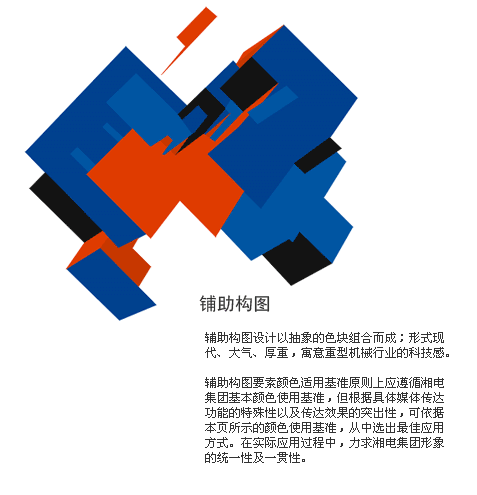 铺助构图
辅助构图设计以抽象的色块组合而成；形式现
代、大气、厚重，寓意重型机械行业的科技感。
辅助构图要素颜色适用基准原则上应遵循湘电
集团基本颜色使用基准，但根据具体媒体传达
功能的特殊性以及传达效果的突出性，可依据
本页所示的颜色使用基准，从中选出最佳应用
方式。在实际应用过程中，力求湘电集团形象
的统一性及一贯性。